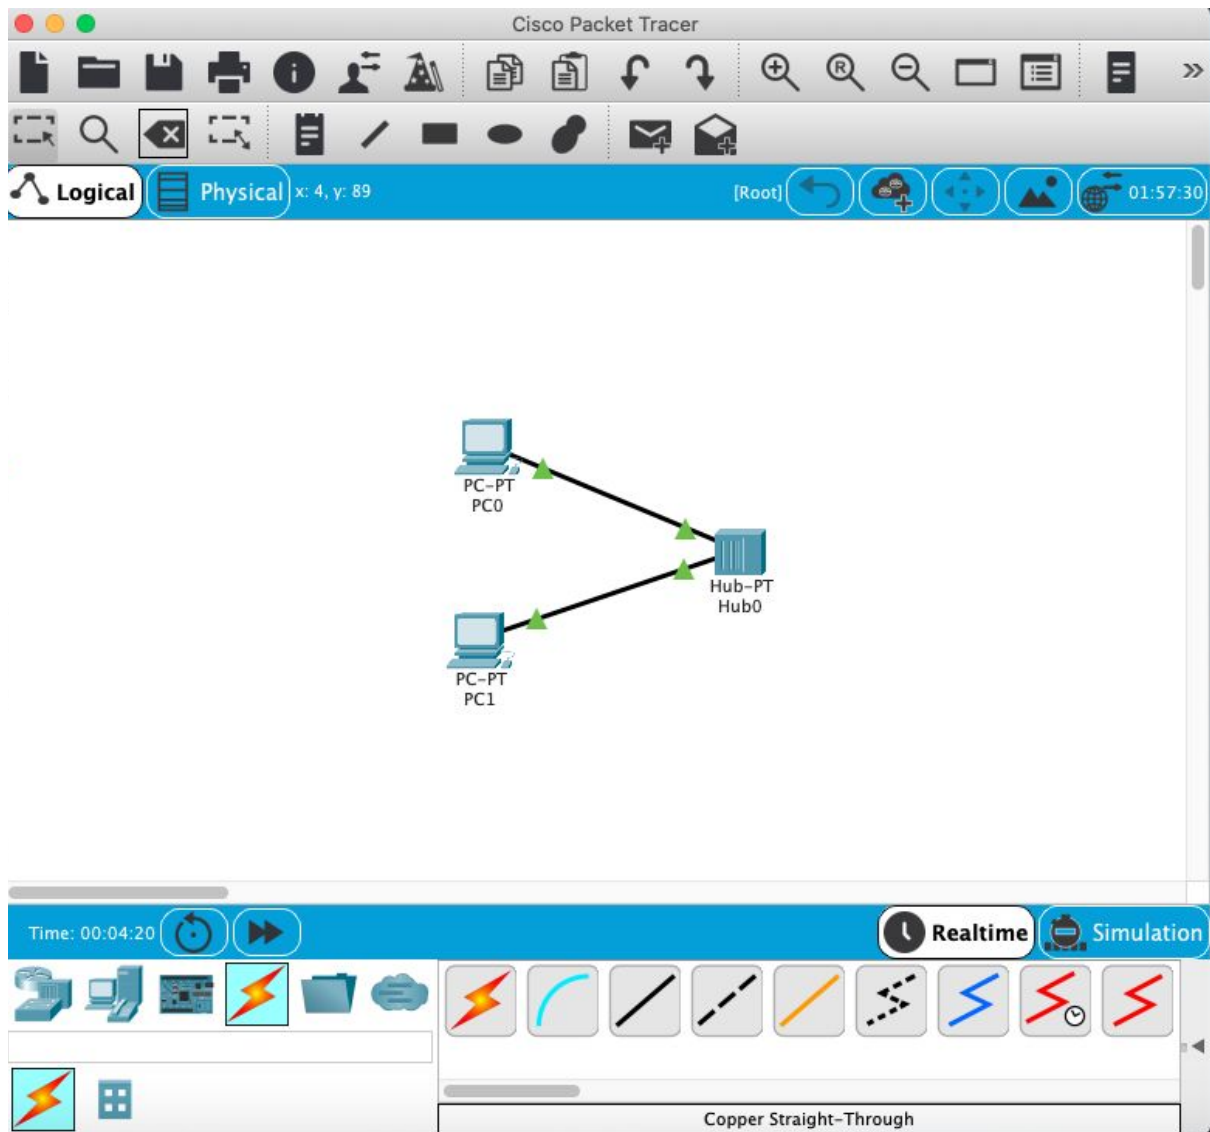 Cisco Packet Tracer
R
Logical
Physical
x: 4, y: 89
[Root]
01:57:30
PC-PT
PC0
Hub-PT
Hub0
PC-PT
PC1
Time: 00:04:20
Realtime
Simulation
Copper Straight-Through